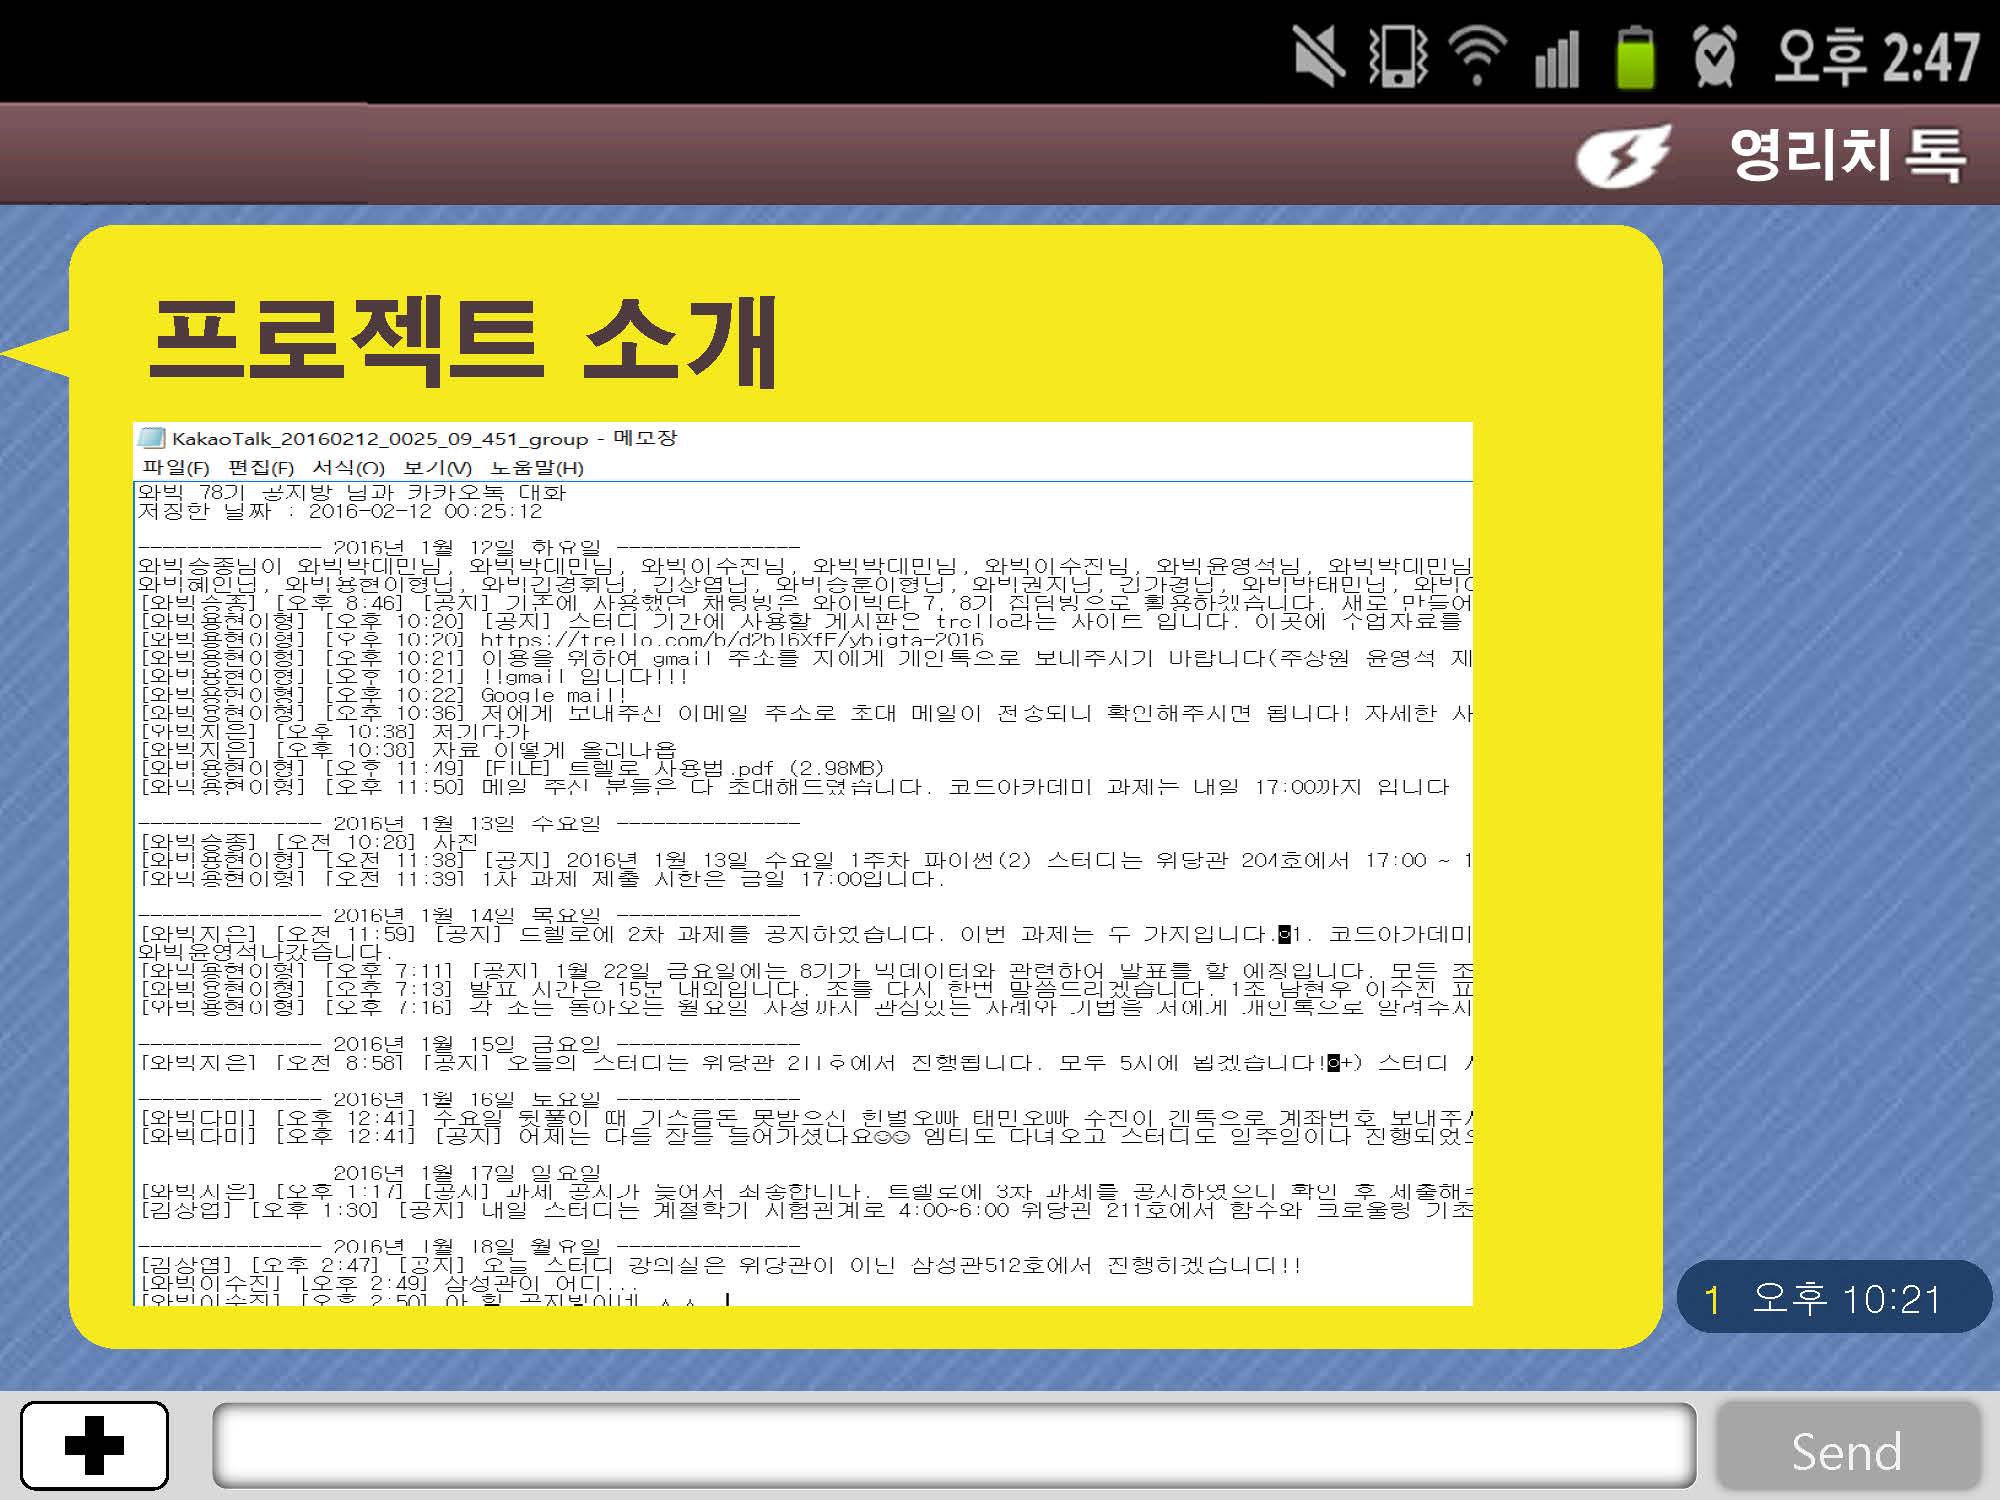 오후 2:47
영리치 톡
프로젝트 소개
KakaoTalk_20160212_0025_09_451_group - 메모장
파일(F) 편집(F) 서식(O) 보기(V) 도움말(H)
와빅 78기 공지방 님과 카카오톡 대화
저장한 날짜 : 2016-02-12 00:25:12
--------------- 2016년 1월 12일 화요일 ---------------
와빅승종님이 와빅박대민님, 와빅박대민님, 와빅이수진님, 와빅박대민님, 와빅이수진님, 와빅윤영석님, 와빅박대민님
와빅혜인님, 와빅용현이형님, 와빅김경휘님, 김상엽님, 와빅승훈이형님, 와빅권지님, 김가경님, 와빅박태민님,
[와빅승종] [오후 8:46] [공지] 기존에 사용했던 채팅방은 와이빅타 7, 8기 잡담방으로 활용하겠습니다. 새로 만들어
[와빅용현이형] [오후 10:20] [공지] 스터디 기간에 사용할 게시판은 trello라는 사이트 입니다. 이곳에 수업자료를
[와빅용현이형] [오후 10:20] https://trello.com/b/d2bl6XfF/ybigta-2016
[와빅용현이형] [오후 10:21] 이용을 위하여 gmail 주소를 저에게 개인톡으로 보내주시기 바랍니다(주상원 윤영석 제
[와빅용현이형] [오후 10:21] !!gmail 입니다!!!
[와빅용현이형] [오후 10:22] Google mail!
[와빅용현이형] [오후 10:36] 저에게 보내주신 이메일 주소로 초대 메일이 전송되니 확인해주시면 됩니다! 자세한 사
[와빅지은] [오후 10:38] 저기다가
[와빅지은] [오후 10:38] 자료 어떻게 올리나욥
[와빅용현이형] [오후 11:49] [FILE] 트렐로 사용법.pdf (2.98MB)
[와빅용현이형] [오후 11:50] 메일 주신 분들은 다 초대해드렸습니다. 코드아카데미 과제는 내일 17:00까지 입니다
--------------- 2016년 1월 13일 수요일 ---------------
[와빅승종] [오전 10:28] 사진
[와빅용현이형] [오전 11:38] [공지] 2016년 1월 13일 수요일 1주차 파이썬(2) 스터디는 위당관 204호에서 17:00 ~ 1
[와빅용현이형] [오전 11:39] 1차 과제 제출 시한은 금일 17:00입니다.
--------------- 2016년 1월 14일 목요일 ---------------
[와빅지은] [오전 11:59] [공지] 트렐로에 2차 과제를 공지하였습니다. 이번 과제는 두 가지입니다.◙1. 코드아카데미
와빅윤영석나갔습니다.
[와빅용현이형] [오후 7:11] [공지] 1월 22일 금요일에는 8기가 빅데이터와 관련하여 발표를 할 예정입니다. 모든 조
[와빅용현이형] [오후 7:13] 발표 시간은 15분 내외입니다. 조를 다시 한번 말씀드리겠습니다. 1조 남현우 이수진 표
[와빅용현이형] [오후 7:16] 각 조는 돌아오는 월요일 자정까지 관심있는 사례와 기법을 저에게 개인톡으로 알려주시
--------------- 2016년 1월 15일 금요일 ---------------
[와빅지은] [오전 8:58] [공지] 오늘의 스터디는 위당관 211호에서 진행됩니다. 모두 5시에 뵙겠습니다!◙+) 스터디
--------------- 2016년 1월 16일 토요일 ---------------
[와빅다미] [오후 12:41] 수요일 뒷풀이 때 거스름돈 못받으신 한별오빠 태민오빠 수진이 갠톡으로 계좌번호 보내주
[와빅다미] [오후 12:41] [공지] 어제는 다들 잘들 들어가셨나요☺☺ 엠티도 다녀오고 스터디도 일주일이나 진행되었으
2016년 1월 17일 일요일
[와빅지은] [오후 1:17] [공지] 과제 공지가 늦어서 죄송합니다. 트렐로에 3차 과제를 공지하였으니 확인 후 제출해
[김상엽] [오후 1:30] [공지] 내일 스터디는 계절학기 시험관계로 4:00~6:00 위당관 211호에서 함수와 크로울링 기초
--------------- 2016년 1월 18일 월요일 ---------------
[김상엽] [오후 2:47] [공지] 오늘 스터디 강의실은 위당관이 아닌 삼성관512호에서 진행하겠습니다!!
[와빅이수진] [오후 2:49] 삼성관이 어디...
[와빅이수진] [오후 2:50] 아 헐 공지방이네 ㅅㅅ
1 오후 10:21
Send